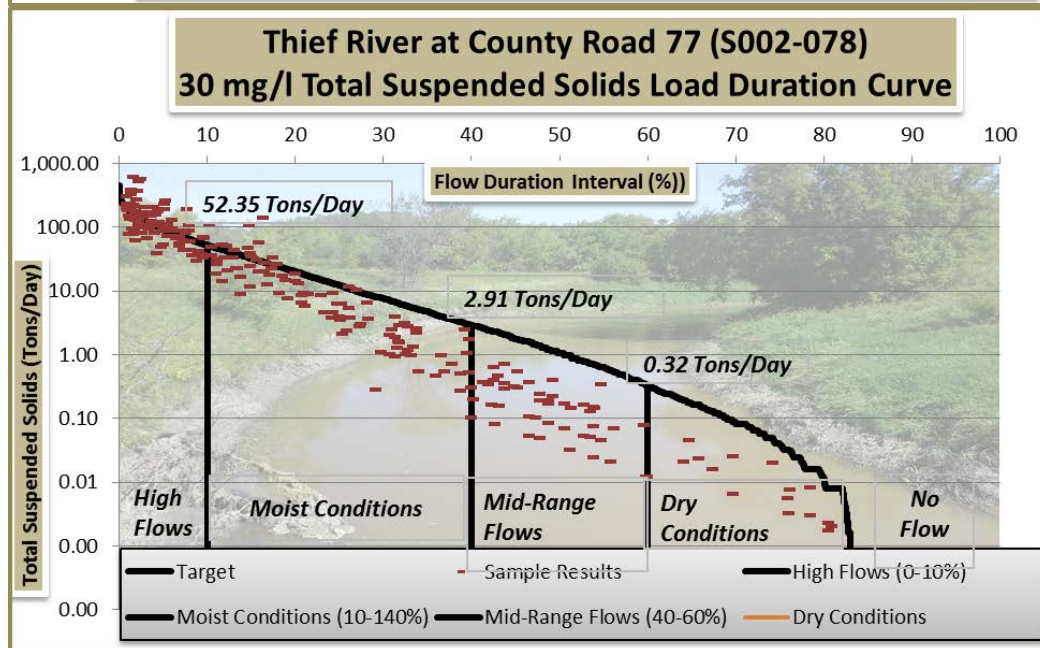 Thief River at County Road 77 (S002-078)
30 mg/l Total Suspended Solids Load Duration Curve
0 10 20 30 40 50 60 70 80 90 100
Flow Duration Interval (%))
Total Suspended Solids (Tons/Day)
1,000.00
100.00
10.00
1.00
0.10
0.01
0.00
0.00
52.35 Tons/Day
2.91 Tons/Day
0.32 Tons/Day
High
Flows
Moist Conditions
Mid-Range
Flows
Dry
Conditions
No
Flow
Target Sample Results High Flows (0-10%)
Moist Conditions (10-140%) Mid-Range Flows (40-60%) Dry Conditions